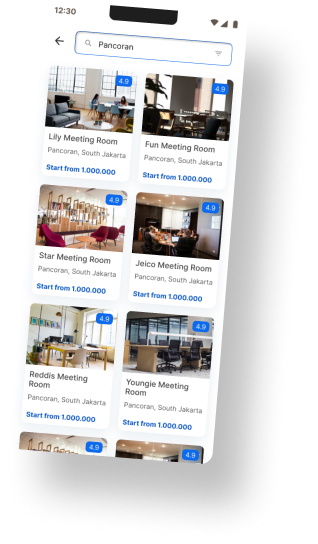 12:30
Pancoran
4.9
4.9
Lily Meeting Room
Pancoran, South Jakarta
Start from 1.000.000
Fun Meeting Room
Pancoran, South Jakarta
Start from 1.000.000
4.9
4.9
Star Meeting Room
Pancoran, South Jakarta
Start from 1.000.000
Jeico Meeting Room
Pancoran, South Jakarta
Start from 1.000.000
4.9
4.9
Reddis Meeting
Room
Pancoran, South Jakarta
Start from 1.000.000
Youngie Meeting
Room
Pancoran, South Jakarta
Start from 1.000.000
4.9
4.9